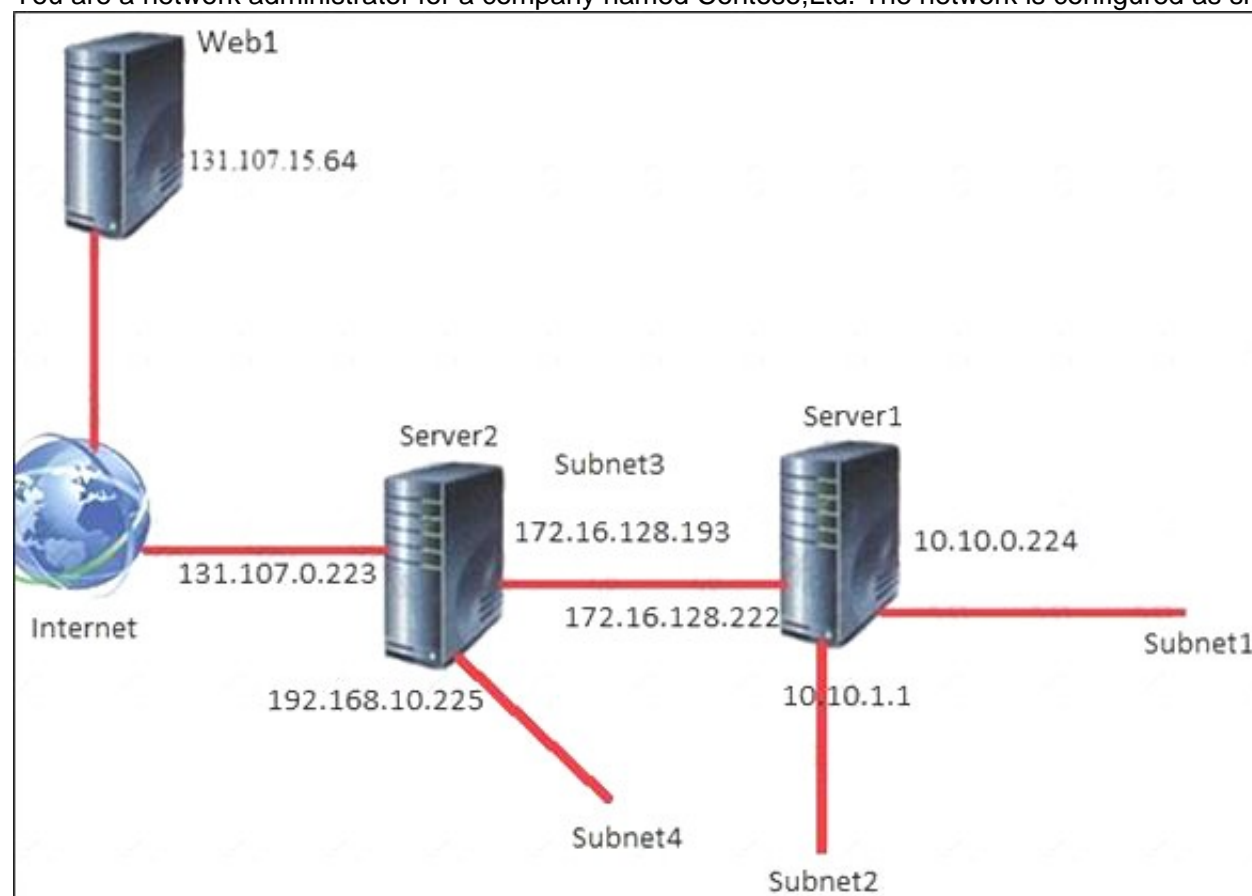 You are a network administrator for a company named Contoso,Ltd. The network is configured as
Web1
131.107.15.64
Server1
Server2
Subnet3
172.16.128.193
10.10.0.224
131.107.0.223
172.16.128.222
Internet
Subnet1
192.168.10.225
10.10.1.1
Subnet4
Subnet2